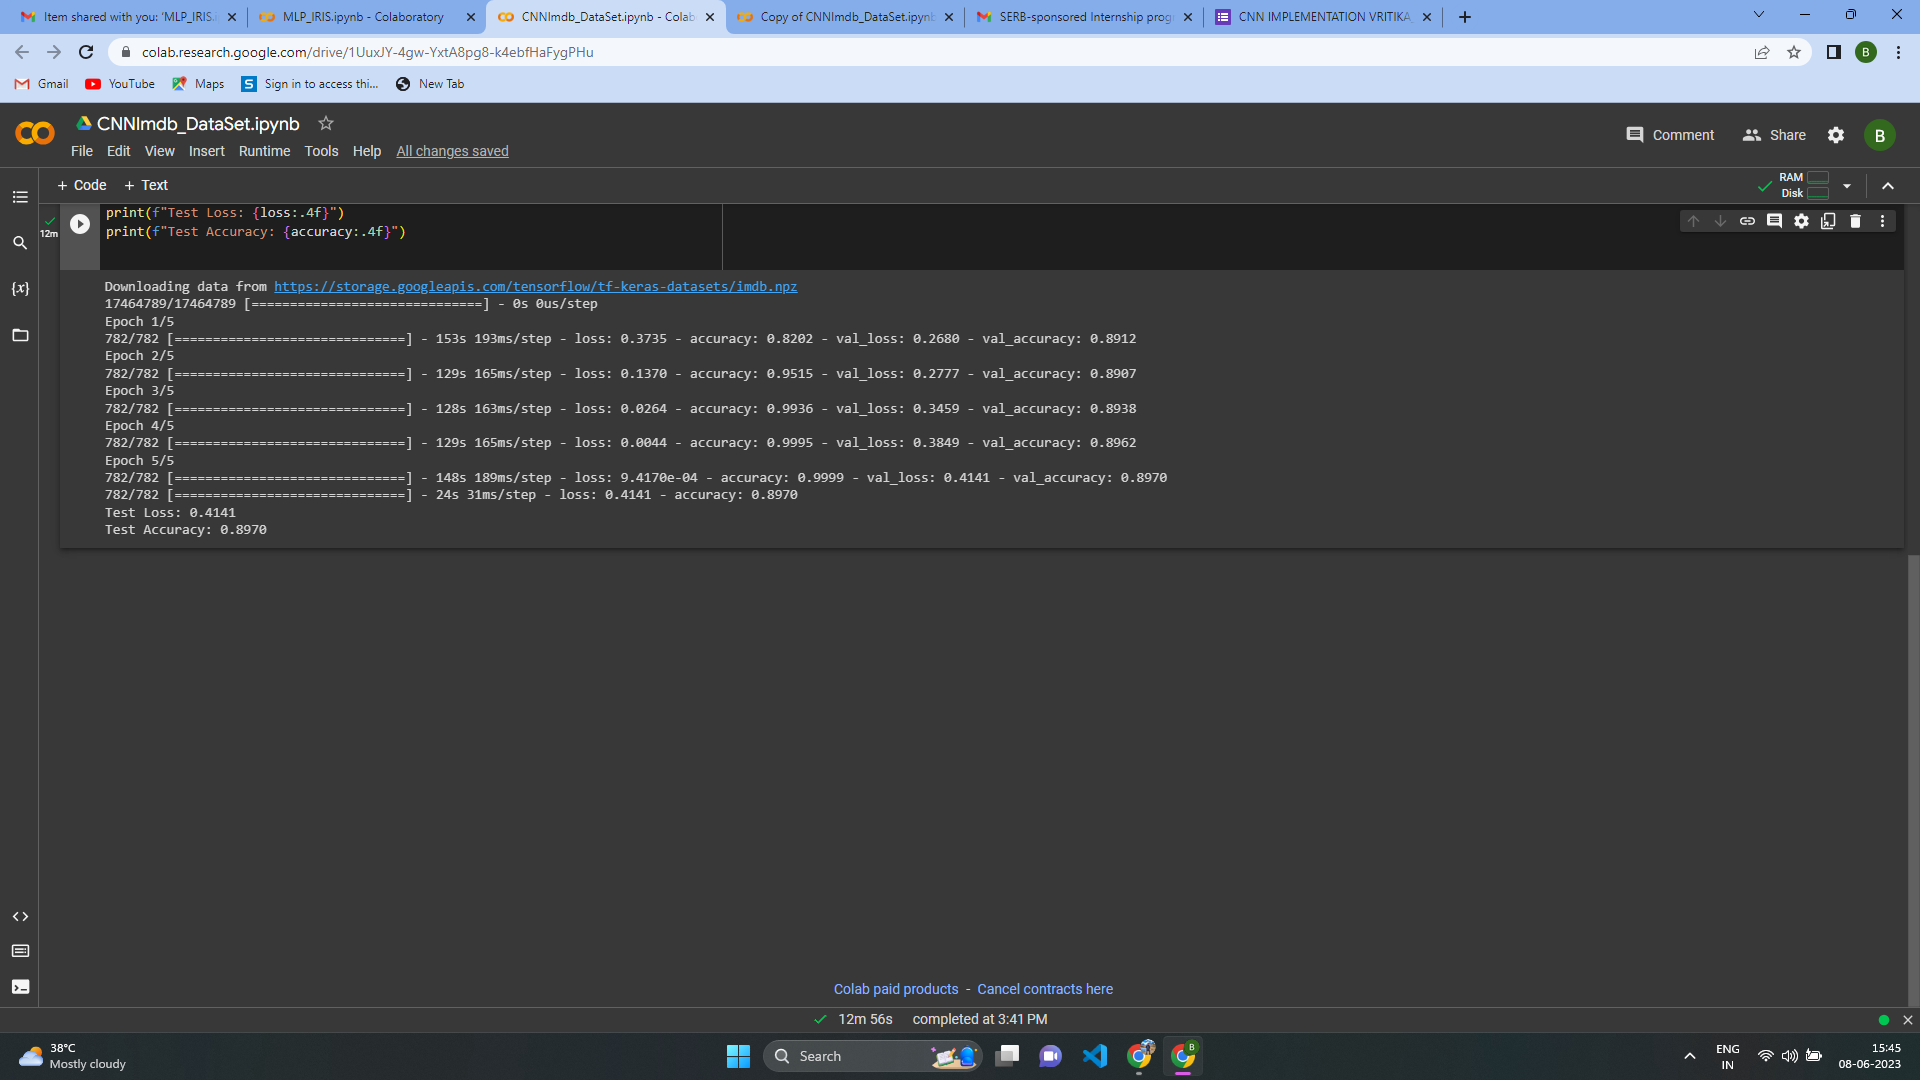 Item shared with you: ‘MLP_IRIS.
MLP_IRIS.ipynb - Colaboratory
CNNImdb_DataSet.ipynb - Colab
Copy of CNNImdb_DataSet.ipynb
SERB-sponsored Internship prog
CNN IMPLEMENTATION VRITIKA
colab.research.google.com/drive/1UuxJY-4gw-YxtA8pg8-k4ebfHaFygPHu
B
Gmail
YouTube
Maps
S
Sign in to access thi...
New Tab
CNNImdb_DataSet.ipynb
Comment
Share
B
File Edit View Insert Runtime Tools Help All changes saved
+ Code + Text
RAM
Disk
12m
{x}
print(f"Test Loss: {loss:.4f}")
print(f"Test Accuracy: {accuracy:.4f}")
Downloading data from https://storage.googleapis.com/tensorflow/tf-keras-datasets/imdb.npz
17464789/17464789 [==============================] - 0s 0us/step
Epoch 1/5
782/782 [==============================] - 153s 193ms/step - loss: 0.3735 - accuracy: 0.8202 - val_loss: 0.2680 - val_accuracy: 0.8912
Epoch 2/5
782/782 [==============================] - 129s 165ms/step - loss: 0.1370 - accuracy: 0.9515 - val_loss: 0.2777 - val_accuracy: 0.8907
Epoch 3/5
782/782 [==============================] - 128s 163ms/step - loss: 0.0264 - accuracy: 0.9936 - val_loss: 0.3459 - val_accuracy: 0.8938
Epoch 4/5
782/782 [==============================] - 129s 165ms/step - loss: 0.0044 - accuracy: 0.9995 - val_loss: 0.3849 - val_accuracy: 0.8962
Epoch 5/5
782/782 [==============================] - 148s 189ms/step - loss: 9.4170e-04 - accuracy: 0.9999 - val_loss: 0.4141 - val_accuracy: 0.8970
782/782 [==============================] - 24s 31ms/step - loss: 0.4141 - accuracy: 0.8970
Test Loss: 0.4141
Test Accuracy: 0.8970
Colab paid products - Cancel contracts here
12m 56s completed at 3:41 PM
38°C
Mostly cloudy
Search
B
ENG
IN
15:45
08-06-2023